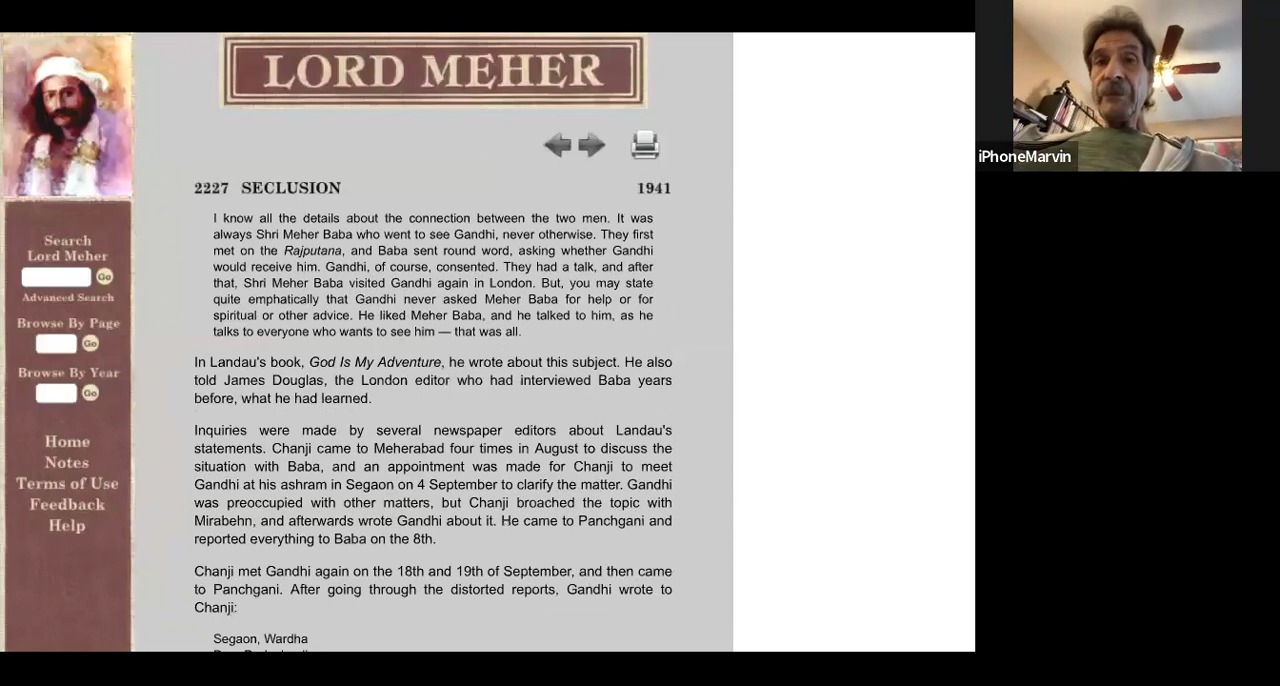 LORD MEHER
2227 SECLUSION 1941
I know all the details about the connection between the two men. It was
always Shri Meher Baba who went to see Gandhi, never otherwise. They first
met on the Rajputana, and Baba sent round word, asking whether Gandhi
would receive him. Gandhi, of course, consented. They had a talk, and after
that, Shri Meher Baba visited Gandhi again in London. But, you may state
quite emphatically that Gandhi never asked Meher Baba for help or for
spiritual or other advice. He liked Meher Baba, and he talked to him, as he
talks to everyone who wants to see him — that was all.
In Landau's book, God Is My Adventure, he wrote about this subject. He also
told James Douglas, the London editor who had interviewed Baba years
before, what he had learned.
Inquiries were made by several newspaper editors about Landau's
statements. Chanji came to Meherabad four times in August to discuss the
situation with Baba, and an appointment was made for Chanji to meet
Gandhi at his ashram in Segaon on 4 September to clarify the matter. Gandhi
was preoccupied with other matters, but Chanji broached the topic with
Mirabehn, and afterwards wrote Gandhi about it. He came to Panchgani and
reported everything to Baba on the 8th.
Chanji met Gandhi again on the 18th and 19th of September, and then came
to Panchgani. After going through the distorted reports, Gandhi wrote to
Chanji:
Segaon, Wardha
Search
Lord Meher
Go
Advanced Search
Browse By Page
Go
Browse By Year
Go
Home
Notes
Terms of Use
Feedback
Help
iPhoneMarvin